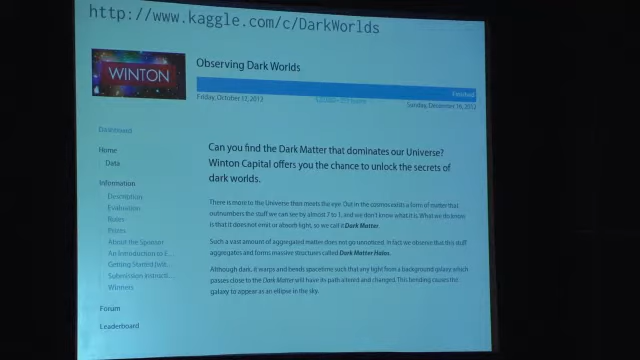 http://www.kaggle.com/c/DarkWorlds
WINTON
Observing Dark Worlds
Finished
Friday, October 12, 2012
Sunday, December 16, 2012
Dashboard
Home
Data
Information
Description
Evaluation
Rules
Prizes
About the Sponsor
An Introduction to E...
Getting Started
Submission Instructi...
Winners
Forum
Leaderboard
Can you find the Dark Matter that dominates our Universe?
Winton Capital offers you the chance to unlock the secrets of
dark worlds.
There is more to the Universe than meets the eye. Out in the cosmos exists a form of matter that
outnumbers the stuff we can see by almost 7 to 1, and we don't know what it is. What we do know
is that it does not emit or absorb light, so we call it Dark Matter.
Such a vast amount of aggregated matter does not go unnoticed. In fact we observe that this stuff
aggregates and forms massive structures called Dark Matter Halos.
Although dark, it warps and bends spacetime such that any light from a background galaxy which
passes close to the Dark Matter will have its path altered and changed. This bending causes the
galaxy to appear as an ellipse in the sky.